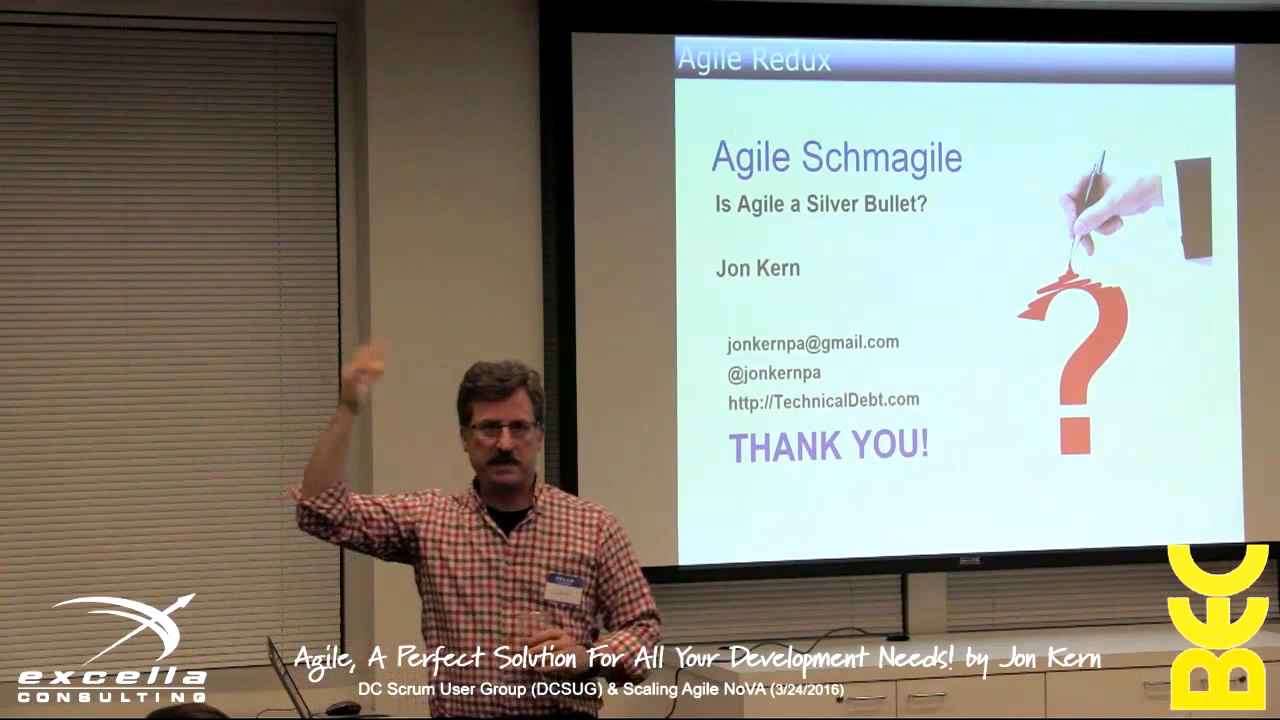 Agile Redux
Agile Schmagile
Is Agile a Silver Bullet?
Jon Kern
jonkernpa@gmail.com
@jonkernpa
http://TechnicalDebt.com
THANK YOU!
?
HELLO
excella
CONSULTING
Agile, A Perfect Solution For All Your Development Needs! by Jon Kern
DC Scrum User Group (DCSUG) & Scaling Agile NoVA (3/24/2016)